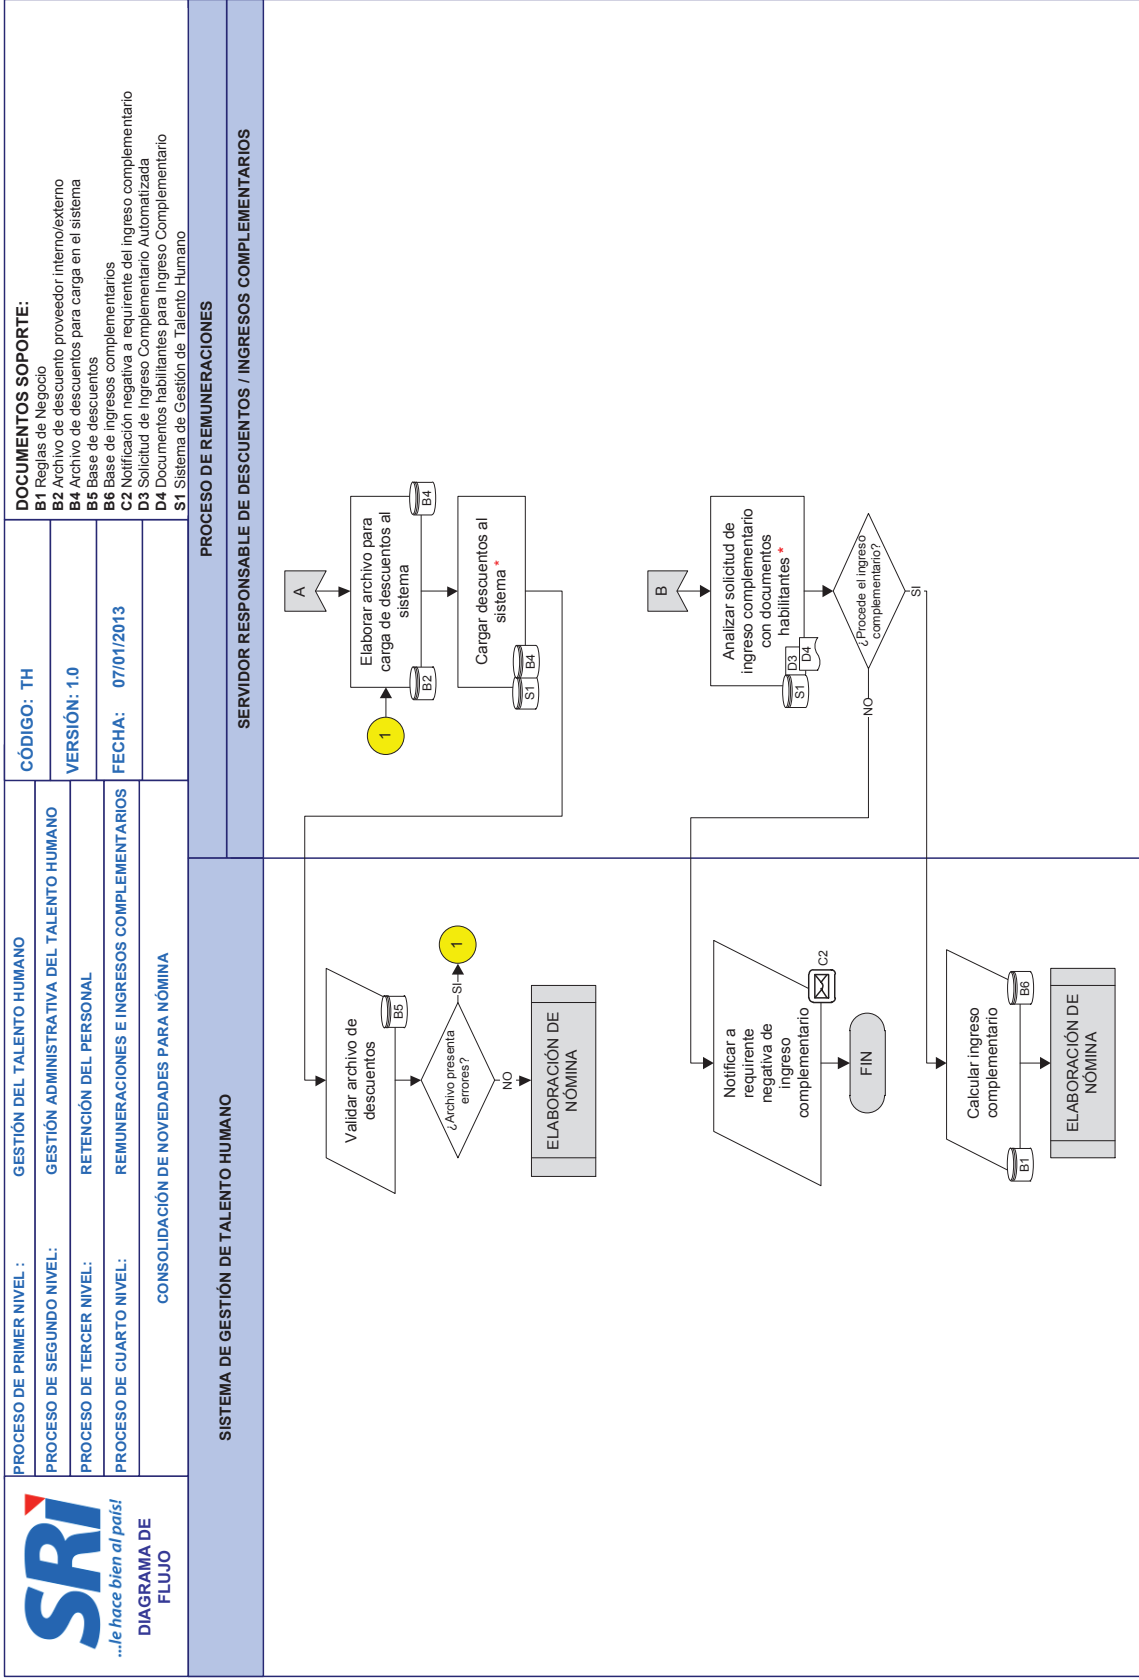 SRi
...le hace bien al país!
DIAGRAMA DE
FLUJO
PROCESO DE PRIMER NIVEL : GESTIÓN DEL TALENTO HUMANO
PROCESO DE SEGUNDO NIVEL: GESTIÓN ADMINISTRATIVA DEL TALENTO HUMANO
PROCESO DE TERCER NIVEL: RETENCIÓN DEL PERSONAL
PROCESO DE CUARTO NIVEL: REMUNERACIONES E INGRESOS COMPLEMENTARIOS
CONSOLIDACIÓN DE NOVEDADES PARA NÓMINA
CÓDIGO: TH
VERSIÓN: 1.0
FECHA: 07/01/2013
DOCUMENTOS SOPORTE:
B1 Reglas de Negocio
B2 Archivo de descuento proveedor interno/externo
B4 Archivo de descuentos para carga en el sistema
B5 Base de descuentos
B6 Base de ingresos complementarios
C2 Notificación negativa a requirente del ingreso complementario
D3 Solicitud de Ingreso Complementario Automatizada
D4 Documentos habilitantes para Ingreso Complementario
S1 Sistema de Gestión de Talento Humano
SISTEMA DE GESTIÓN DE TALENTO HUMANO
PROCESO DE REMUNERACIONES
SERVIDOR RESPONSABLE DE DESCUENTOS / INGRESOS COMPLEMENTARIOS
A
1
Elaborar archivo para
carga de descuentos al
sistema
B2
B4
Cargar descuentos al
sistema *
S1
B4
Validar archivo de
descuentos
B5
¿Archivo presenta
errores?
SI
1
NO
ELABORACIÓN DE
NÓMINA
B
Analizar solicitud de
ingreso complementario
con documentos
habilitantes *
S1
D3
D4
¿Procede el ingreso
complementario?
NO
SI
Notificar a
requirente
negativa de
ingreso
complementario
C2
FIN
Calcular ingreso
complementario
B1
B6
ELABORACIÓN DE
NÓMINA